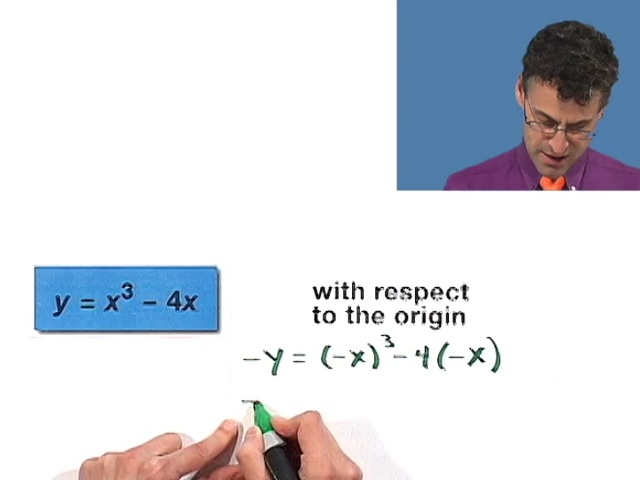 y = x³ − 4x
with respect
to the origin
−y = (−x)³ − 4(−x)
−